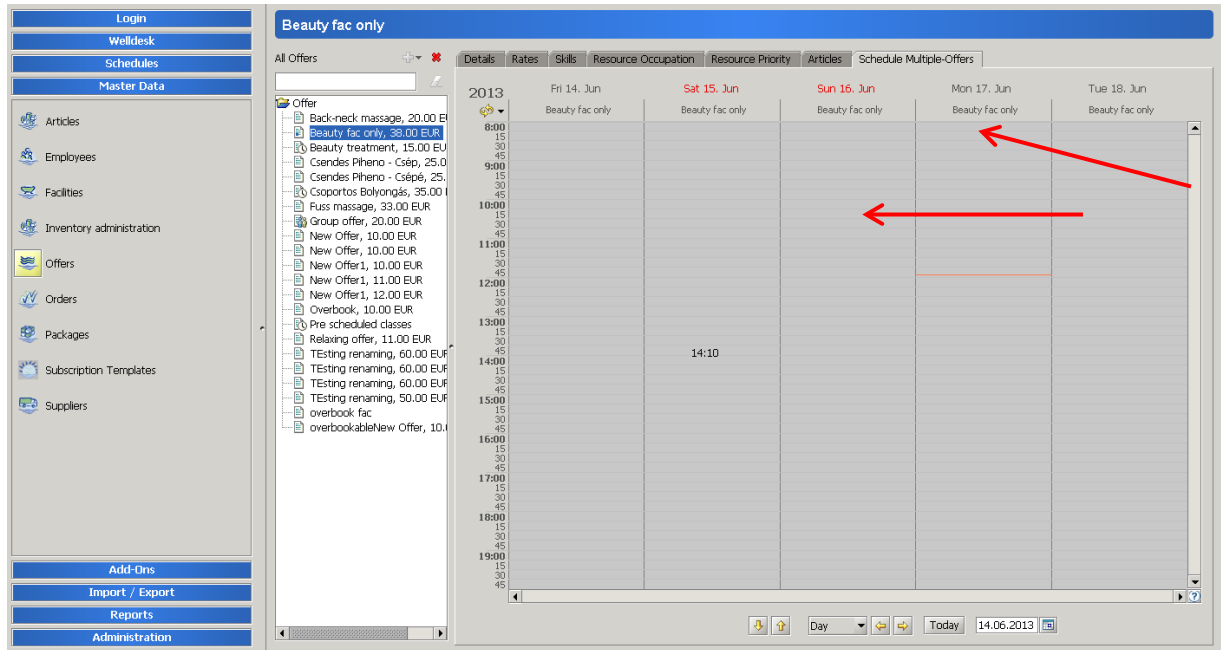 Login
Welldesk
Schedules
Master Data
Articles
Employees
Facilities
Inventory administration
Offers
Orders
Packages
Subscription Templates
Suppliers
Add-Ons
Import / Export
Reports
Administration
Beauty fac only
All Offers
Offer
Back-neck massage, 20.00 E
Beauty fac only, 38.00 EUR
Beauty treatment, 15.00 EU
Csendes Piheno - Csép, 25.0
Csendes Piheno - Csépé, 25.
Csoportos Bolyongás, 35.00
Fuss massage, 33.00 EUR
Group offer, 20.00 EUR
New Offer, 10.00 EUR
New Offer, 10.00 EUR
New Offer1, 10.00 EUR
New Offer1, 11.00 EUR
New Offer1, 12.00 EUR
Overbook, 10.00 EUR
Pre scheduled classes
Relaxing offer, 11.00 EUR
TEsting renaming, 60.00 EUR
TEsting renaming, 60.00 EUR
TEsting renaming, 60.00 EUR
TEsting renaming, 50.00 EUR
overbook fac
overbookableNew Offer, 10.
Details Rates Skills Resource Occupation Resource Priority Articles Schedule Multiple-Offers
2013 Fri 14. Jun Sat 15. Jun Sun 16. Jun Mon 17. Jun Tue 18. Jun
Beauty fac only Beauty fac only Beauty fac only Beauty fac only Beauty fac only
8:00
15
30
45
9:00
15
30
45
10:00
15
30
45
11:00
15
30
45
12:00
15
30
45
13:00
15
30
45 14:10
14:00
15
30
45
15:00
15
30
45
16:00
15
30
45
17:00
15
30
45
18:00
15
30
45
19:00
15
30
45
Day Today 14.06.2013